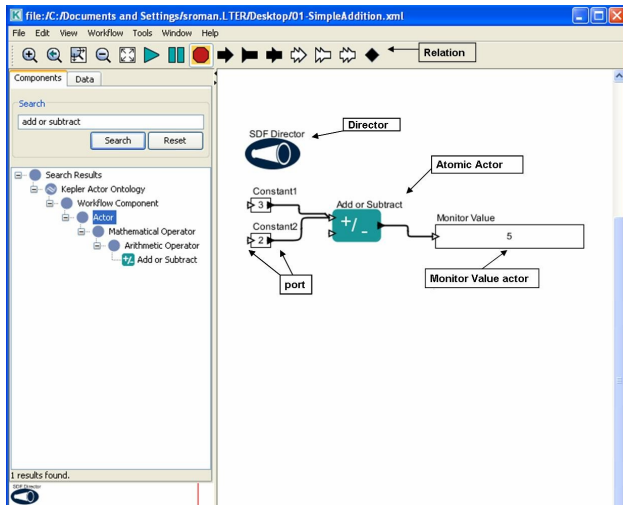 file:/C:/Documents and Settings/sroman.LTER/Desktop/01-SimpleAddition.xml
File Edit View Workflow Tools Window Help
Relation
Components Data
Search
add or subtract
Search Reset
Search Results
Kepler Actor Ontology
Workflow Component
Actor
Mathematical Operator
Arithmetic Operator
+/- Add or Subtract
1 results found.
SDF Director
SDF Director
Director
Atomic Actor
Constant1
3
Add or Subtract
+/-
Constant2
2
Monitor Value
5
port
Monitor Value actor